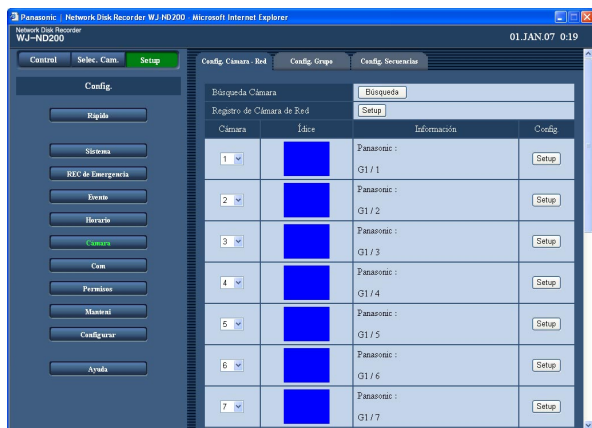 Panasonic | Network Disk Recorder WJ-ND200 - Microsoft Internet Explorer
Network Disk Recorder
WJ-ND200
01.JAN.07 0:19
Control Selec. Cam. Setup
Config. Cámara - Red Config. Grupo Config. Secuencias
Config.
Rápido
Sistema
REC de Emergencia
Evento
Horario
Cámara
Com
Permisos
Manteni
Configurar
Ayuda
Búsqueda Cámara Búsqueda
Registro de Cámara de Red Setup
Cámara Ídice Información Config.
1 Panasonic : Setup
G1 / 1
2 Panasonic : Setup
G1 / 2
3 Panasonic : Setup
G1 / 3
4 Panasonic : Setup
G1 / 4
5 Panasonic : Setup
G1 / 5
6 Panasonic : Setup
G1 / 6
7 Panasonic : Setup
G1 / 7